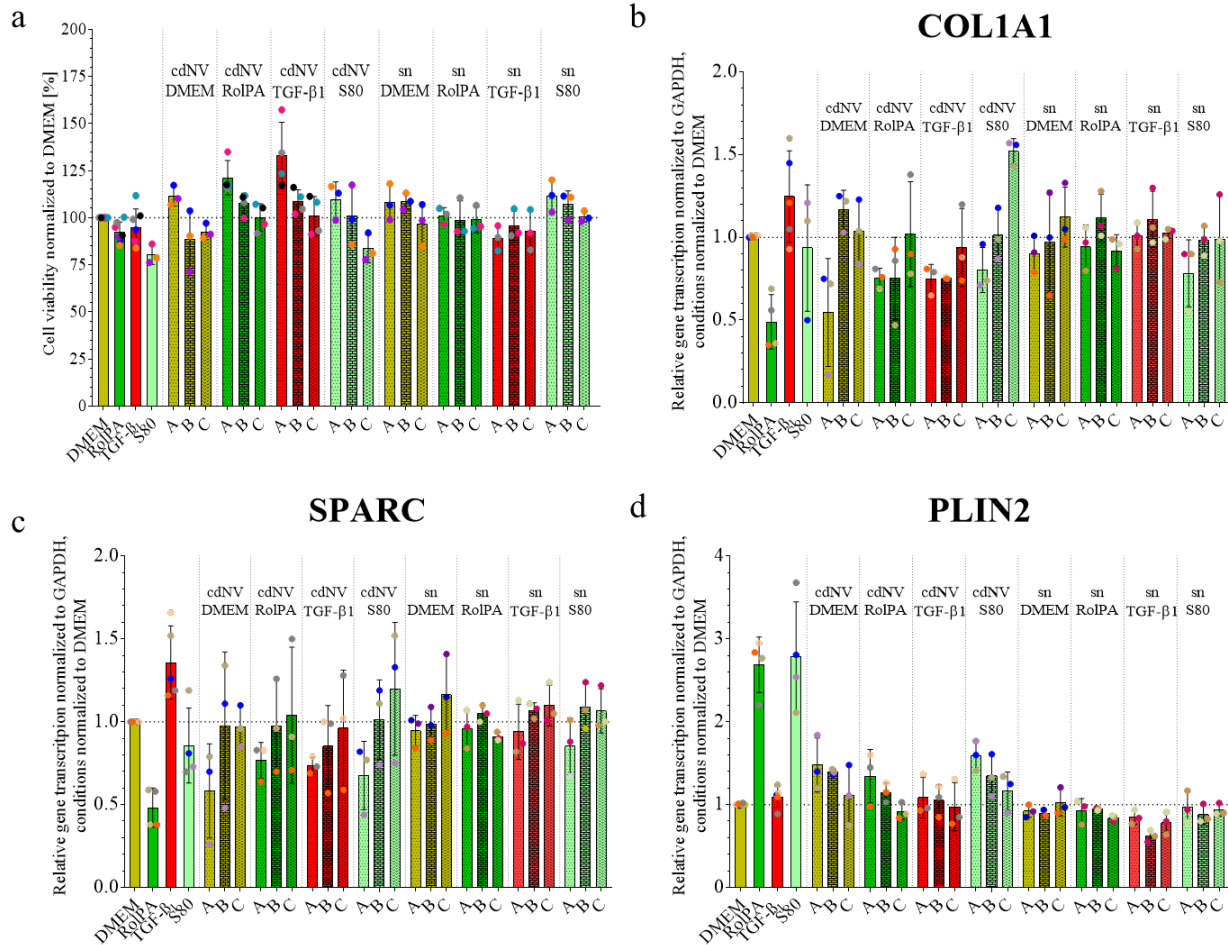 a
Cell viability normalized to DMEM [%]
200
175
150
125
100
75
50
25
0
cdNV
DMEM
cdNV
RolPA
cdNV
TGF-β1
cdNV
S80
sn
DMEM
sn
RolPA
sn
TGF-β1
sn
S80
DMEM
RolPA
TGF-β₁
S80
A B C
A B C
A B C
A B C
A B C
A B C
A B C
A B C
b
COL1A1
Relative gene transcritpion normalized to GAPDH,
conditions normalized to DMEM
2.0
1.5
1.0
0.5
0.0
cdNV
DMEM
cdNV
RolPA
cdNV
TGF-β1
cdNV
S80
sn
DMEM
sn
RolPA
sn
TGF-β1
sn
S80
DMEM
RolPA
TGF-β₁
S80
A B C
A B C
A B C
A B C
A B C
A B C
A B C
A B C
c
SPARC
Relative gene transcritpion normalized to GAPDH,
conditions normalized to DMEM
2.0
1.5
1.0
0.5
0.0
cdNV
DMEM
cdNV
RolPA
cdNV
TGF-β1
cdNV
S80
sn
DMEM
sn
RolPA
sn
TGF-β1
sn
S80
DMEM
RolPA
TGF-β₁
S80
A B C
A B C
A B C
A B C
A B C
A B C
A B C
A B C
d
PLIN2
Relative gene transcritpion normalized to GAPDH,
conditions normalized to DMEM
4
3
2
1
0
cdNV
DMEM
cdNV
RolPA
cdNV
TGF-β1
cdNV
S80
sn
DMEM
sn
RolPA
sn
TGF-β1
sn
S80
DMEM
RolPA
TGF-β₁
S80
A B C
A B C
A B C
A B C
A B C
A B C
A B C
A B C